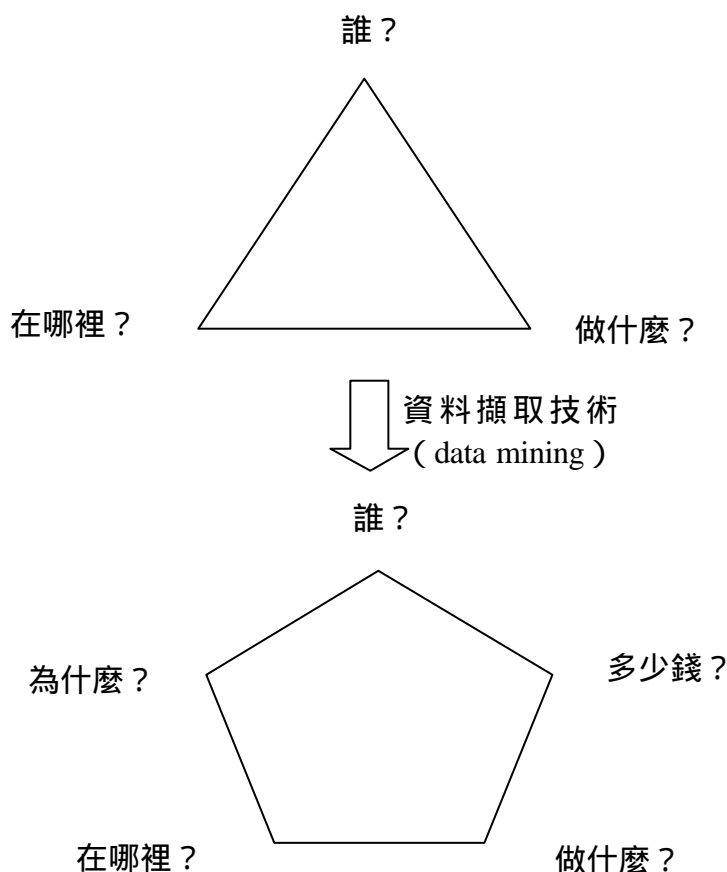 誰？
在哪裡？
做什麼？
資料擷取技術
（data mining）
誰？
為什麼？
多少錢？
在哪裡？
做什麼？